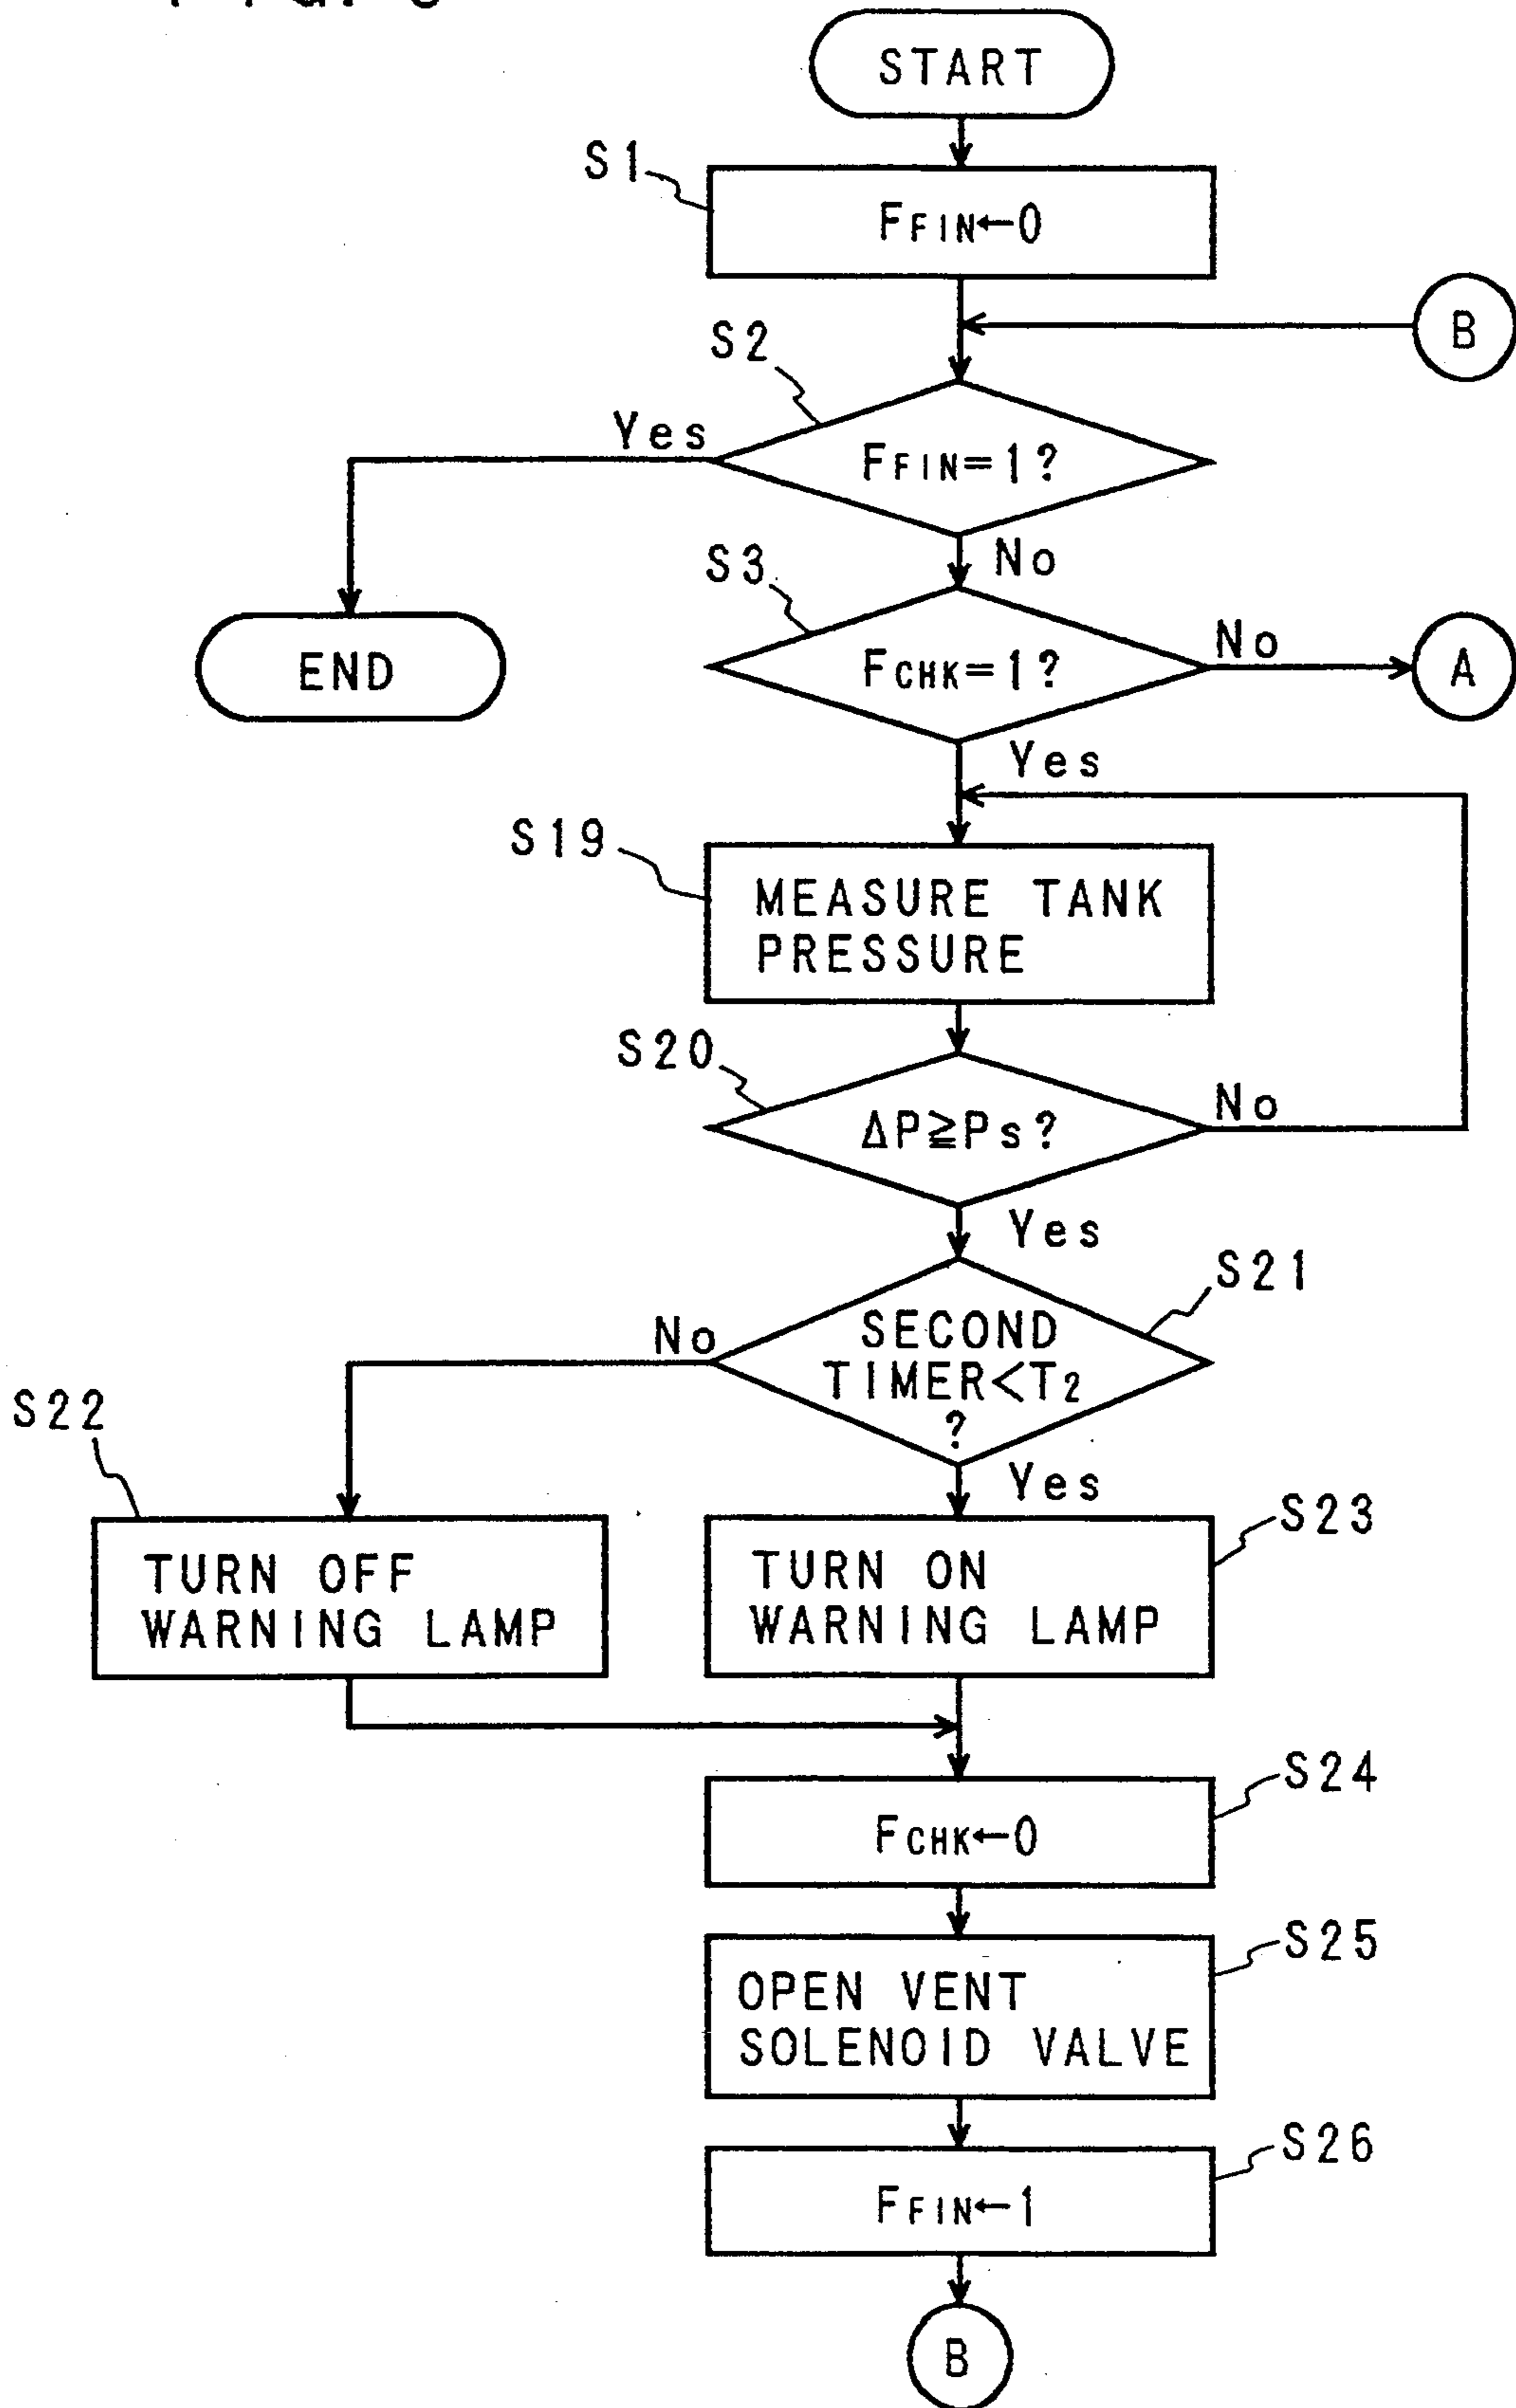 START
S1
FFIN←0
B
S2
Yes
FFIN=1?
No
S3
FCHK=1?
No
A
END
Yes
S19
MEASURE TANK
PRESSURE
S20
ΔP≧Ps?
No
Yes
S21
No
SECOND
TIMER<T2
?
Yes
S22
S23
TURN OFF
WARNING LAMP
TURN ON
WARNING LAMP
S24
FCHK←0
S25
OPEN VENT
SOLENOID VALVE
S26
FFIN←1
B